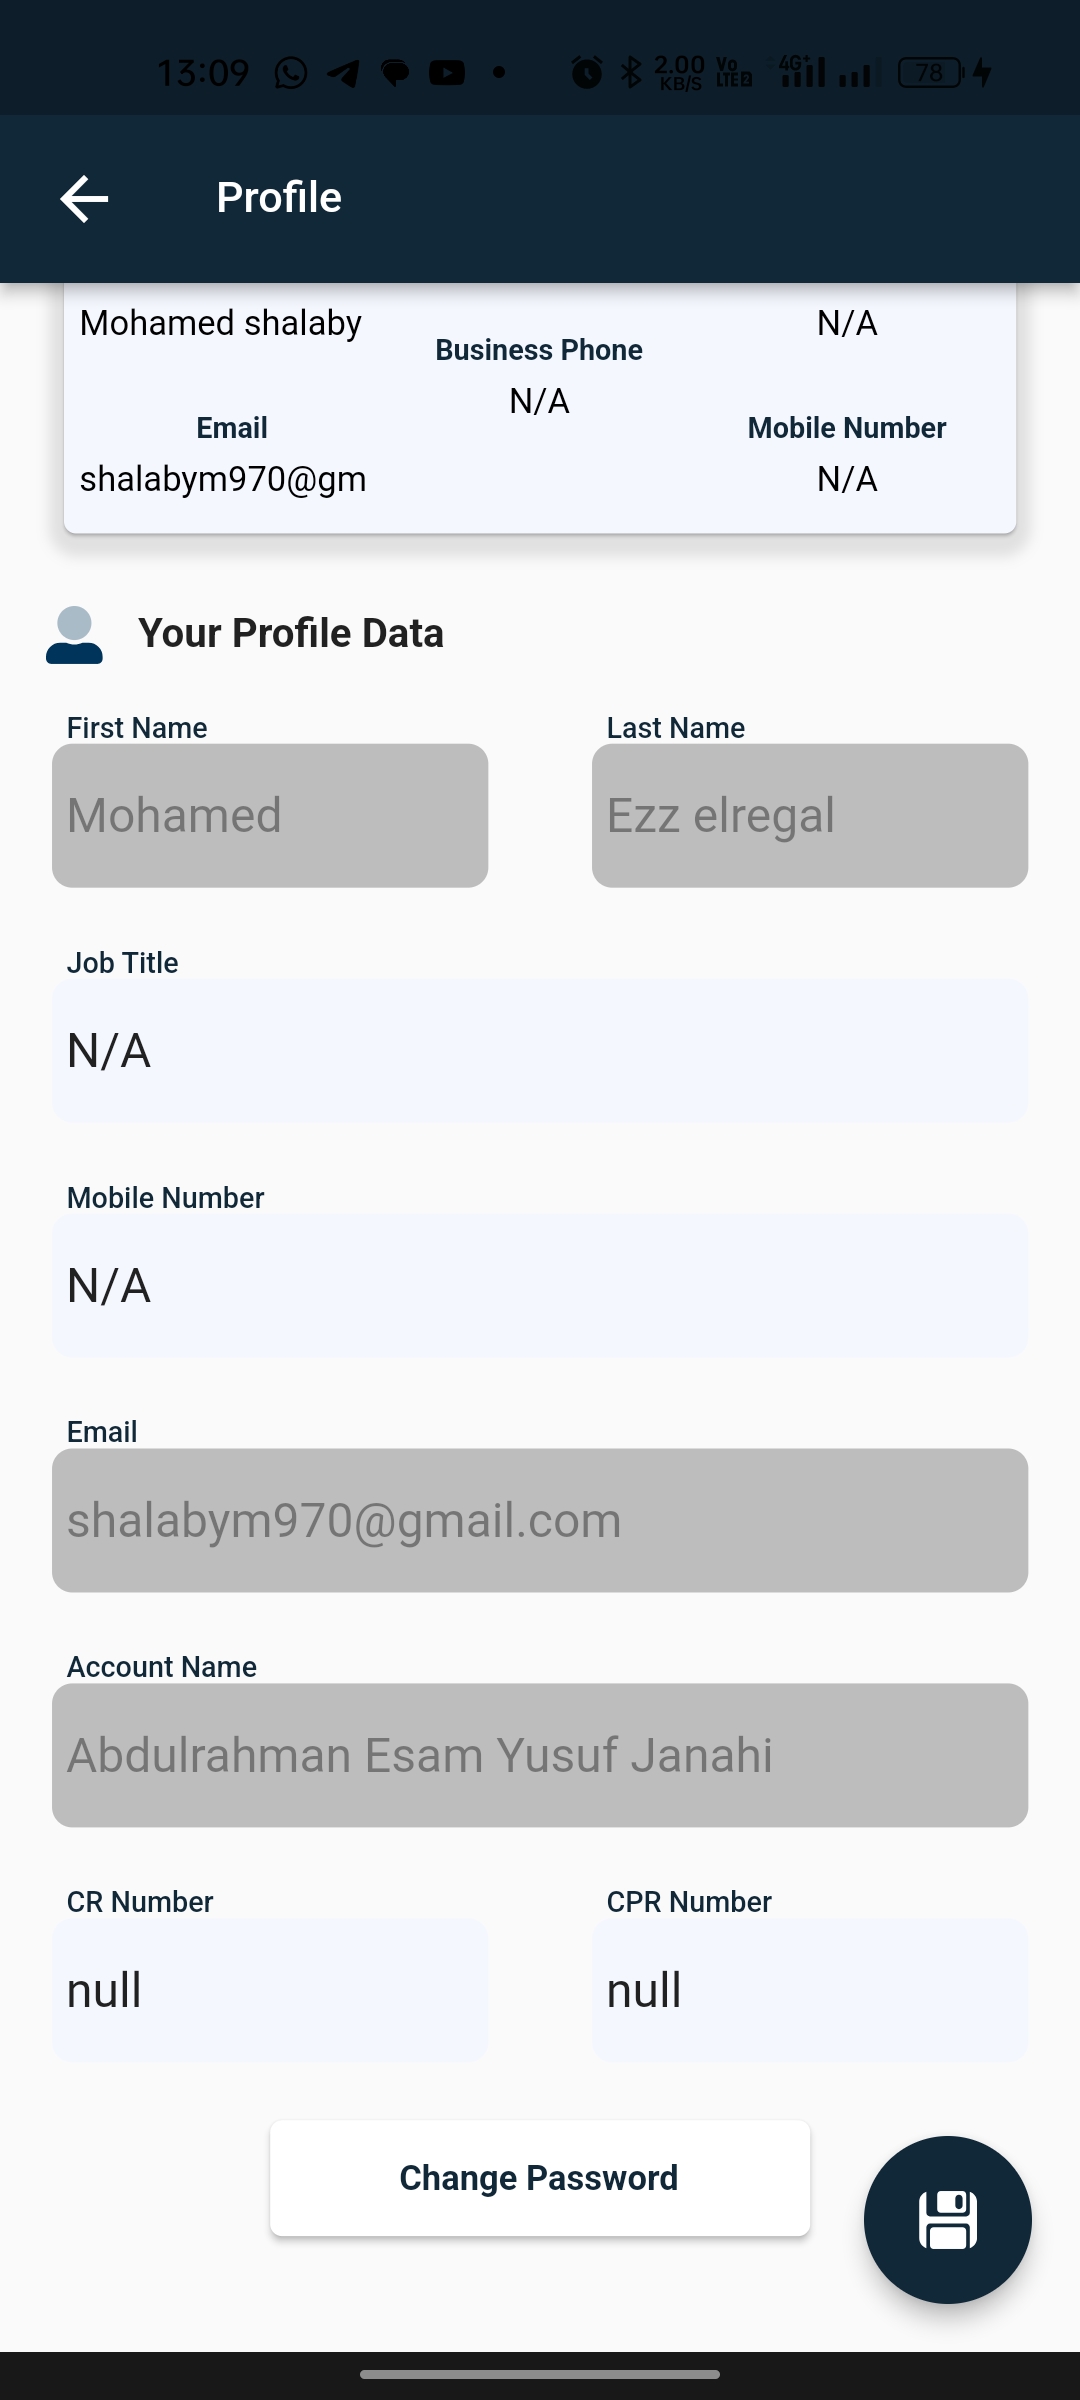 13:09
2.00
KB/S
Vo
LTE 2
4G+
78
Profile
Mohamed shalaby
N/A
Business Phone
N/A
Email
Mobile Number
shalabym970@gm
N/A
Your Profile Data
First Name
Last Name
Mohamed
Ezz elregal
Job Title
N/A
Mobile Number
N/A
Email
shalabym970@gmail.com
Account Name
Abdulrahman Esam Yusuf Janahi
CR Number
CPR Number
null
null
Change Password